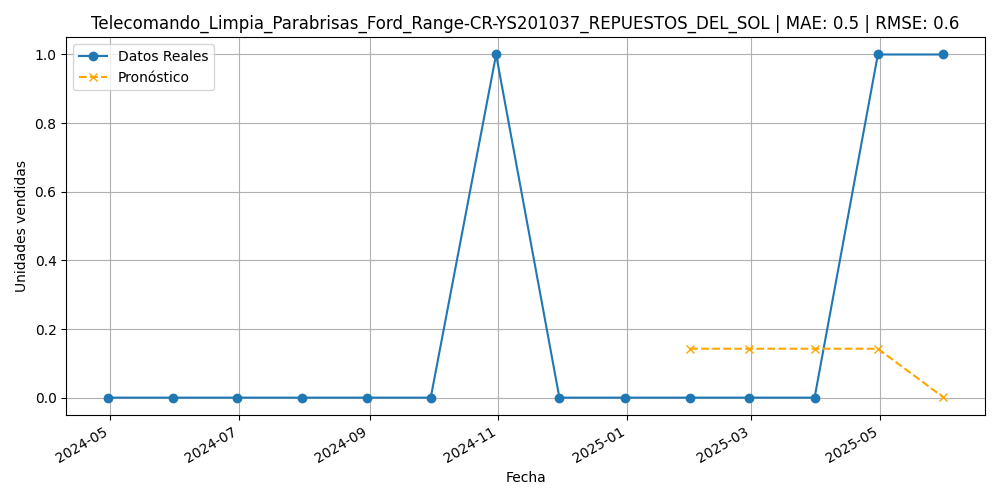 Telecomando_Limpia_Parabrisas_Ford_Range-CR-YS201037_REPUESTOS_DEL_SOL | MAE: 0.5 | RMSE: 0.6
Datos Reales
Pronóstico
Unidades vendidas
1.0
0.8
0.6
0.4
0.2
0.0
2024-05
2024-07
2024-09
2024-11
2025-01
2025-03
2025-05
Fecha